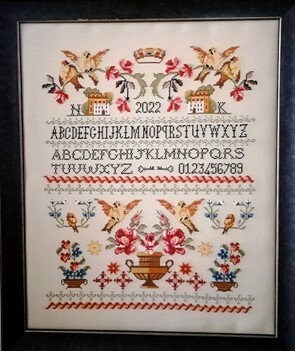 N 2022 K
ABCDEFGHIJKLMNOPQRSTUVWXYZ
ABCDEFGHIJKLMNOPQRS
TUVWXYZ 0123456789